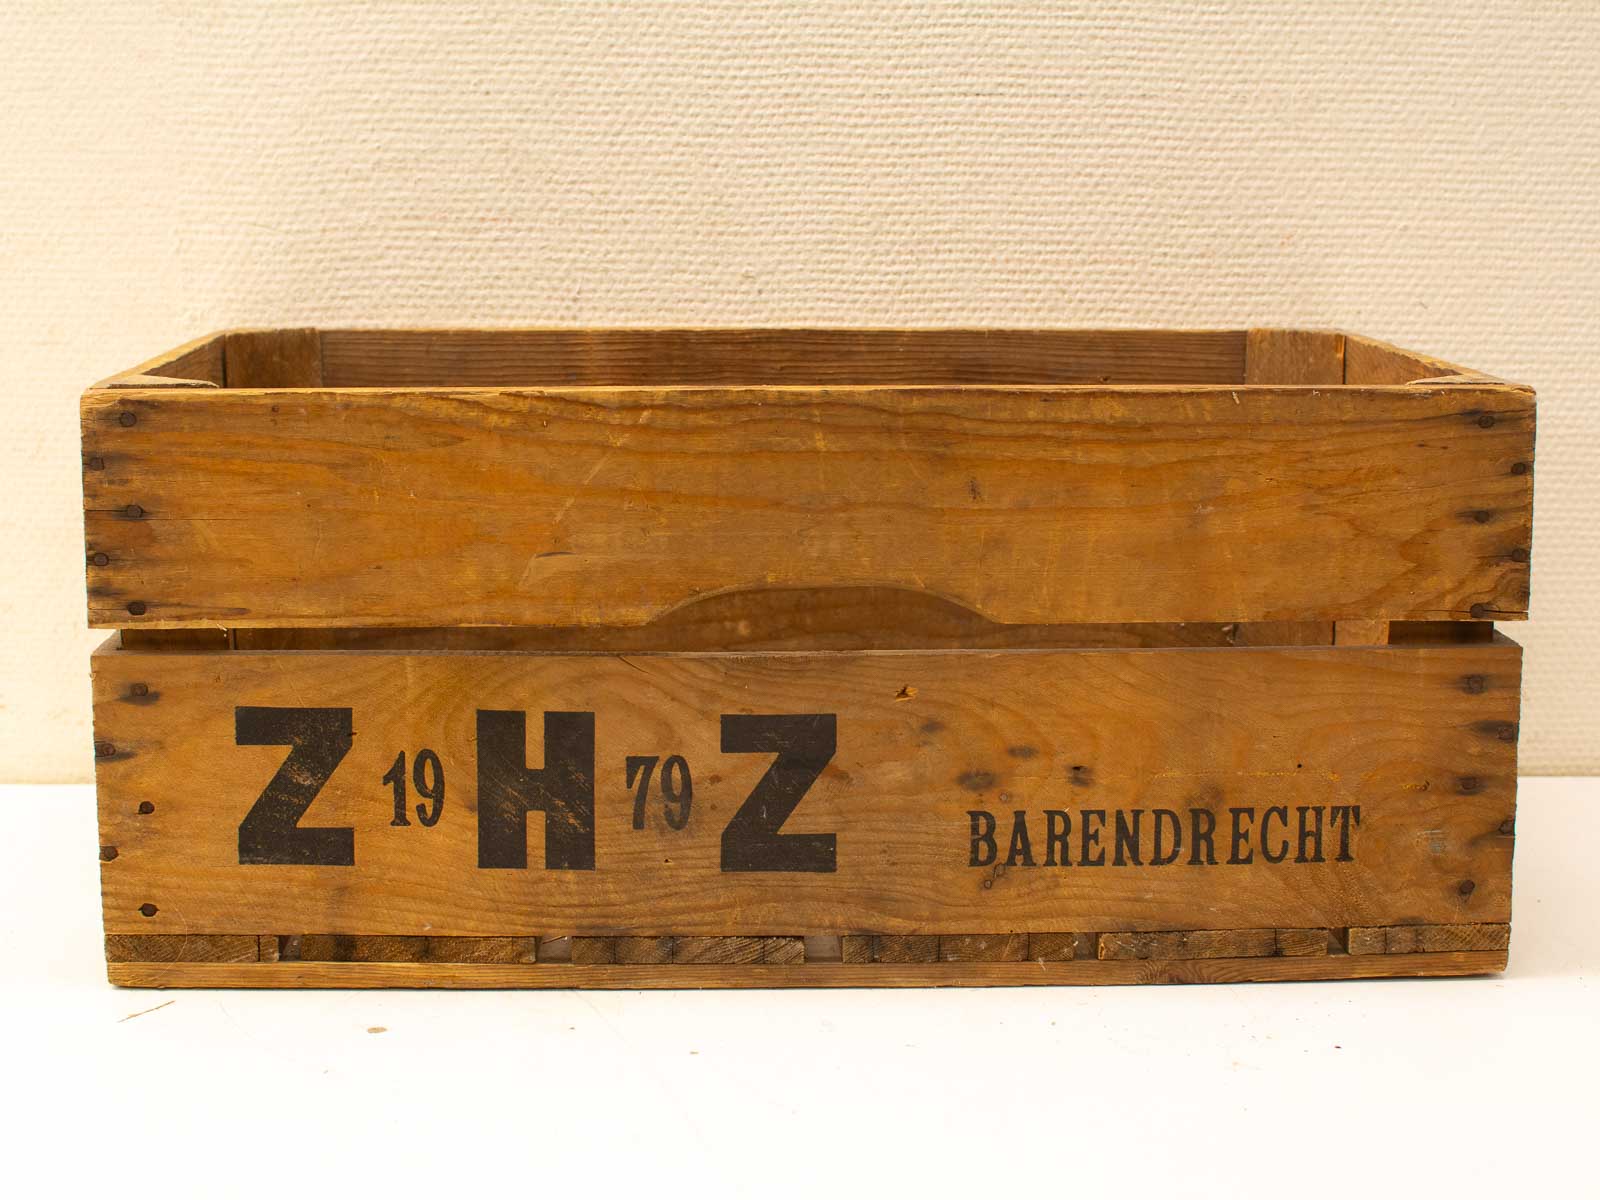 Z 19 H 79 Z BARENDRECHT